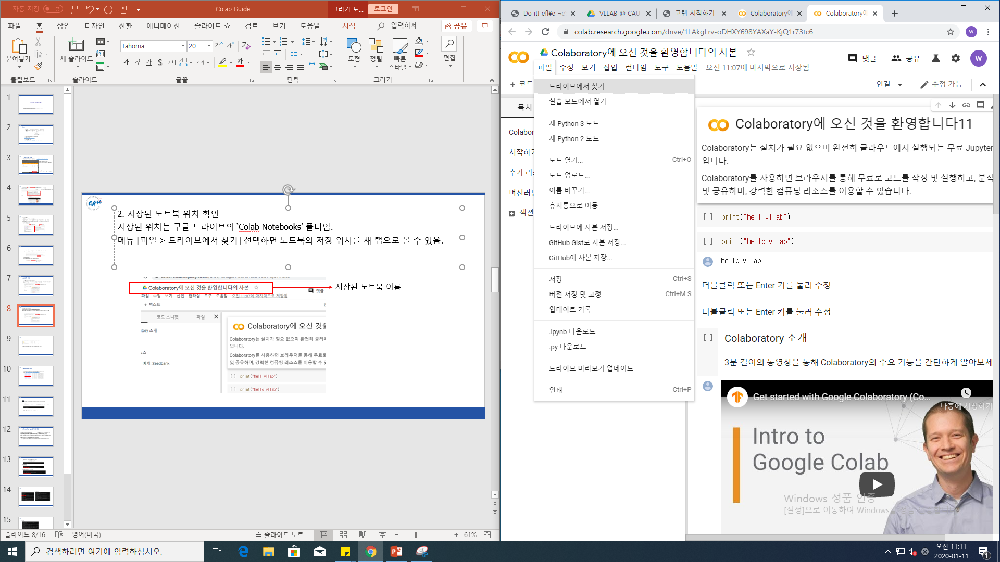 자동 저장
Colab Guide
그리기 도...
로그인
파일 홈 삽입 디자인 전환 애니메이션 슬라이드 쇼 검토 보기 도움말 서식 입력하세 공유
붙여넣기
새 슬라이드
Tahoma 20
도형 정렬 빠른 스타일
편집
클립보드 슬라이드 글꼴 단락 그리기
1
2
3
4
5
6
7
8
9
10
11
12
13
14
15
CAU
2. 저장된 노트북 위치 확인
저장된 위치는 구글 드라이브의 ‘Colab Notebooks’ 폴더임.
메뉴 [파일 > 드라이브에서 찾기] 선택하면 노트북의 저장 위치를 새 탭으로 볼 수 있음.
Colaboratory에 오신 것을 환영합니다의 사본
저장된 노트북 이름
댓글
파일 수정 보기 삽입 런타임 도구 도움말 오전 11:07에 마지막으로 저장됨
+ 텍스트
코드 스니펫 파일
atory 소개
Colaboratory에 오신 것을
Colaboratory는 설치가 필요 없으며 완전히 클라우
입니다.
Colaboratory를 사용하면 브라우저를 통해 무료로
및 공유하며, 강력한 컴퓨팅 리소스를 이용할 수 있
예제: Seedbank
[ ] print("hell vllab")
[ ] print("hello vllab")
슬라이드 8/16 영어(미국) 슬라이드 노트 61%
Do it!
VLLAB @ CAU
코랩 시작하기
Colaboratory에
Colaboratory에
colab.research.google.com/drive/1LAkgLrv-oDHXY698YAXaY-KjQ1r73tc6
W
Colaboratory에 오신 것을 환영합니다의 사본
파일 수정 보기 삽입 런타임 도구 도움말 오전 11:07에 마지막으로 저장됨
댓글 공유
W
+ 코드
연결 수정 가능
목차
Colabor
시작하기
추가 리
머신러닝
섹션
드라이브에서 찾기
실습 모드에서 열기
새 Python 3 노트
새 Python 2 노트
노트 열기... Ctrl+O
노트 업로드...
이름 바꾸기...
휴지통으로 이동
드라이브에 사본 저장...
GitHub Gist로 사본 저장...
GitHub에 사본 저장...
저장 Ctrl+S
버전 저장 및 고정 Ctrl+M S
업데이트 기록
.ipynb 다운로드
.py 다운로드
드라이브 미리보기 업데이트
인쇄 Ctrl+P
Colaboratory에 오신 것을 환영합니다11
Colaboratory는 설치가 필요 없으며 완전히 클라우드에서 실행되는 무료 Jupyter
입니다.
Colaboratory를 사용하면 브라우저를 통해 무료로 코드를 작성 및 실행하고, 분석
및 공유하며, 강력한 컴퓨팅 리소스를 이용할 수 있습니다.
[ ] print("hell vllab")
[ ] print("hello vllab")
hello vllab
더블클릭 또는 Enter 키를 눌러 수정
더블클릭 또는 Enter 키를 눌러 수정
[ ] Colaboratory 소개
3분 길이의 동영상을 통해 Colaboratory의 주요 기능을 간단하게 알아보세
Get started with Google Colaboratory (Co...
나중에 시청하기
Intro to
Google Colab
Windows 정품 인증
[설정]으로 이동하여 Windows를 정품 인증합니다.
검색하려면 여기에 입력하십시오.
오전 11:11
2020-01-11
1